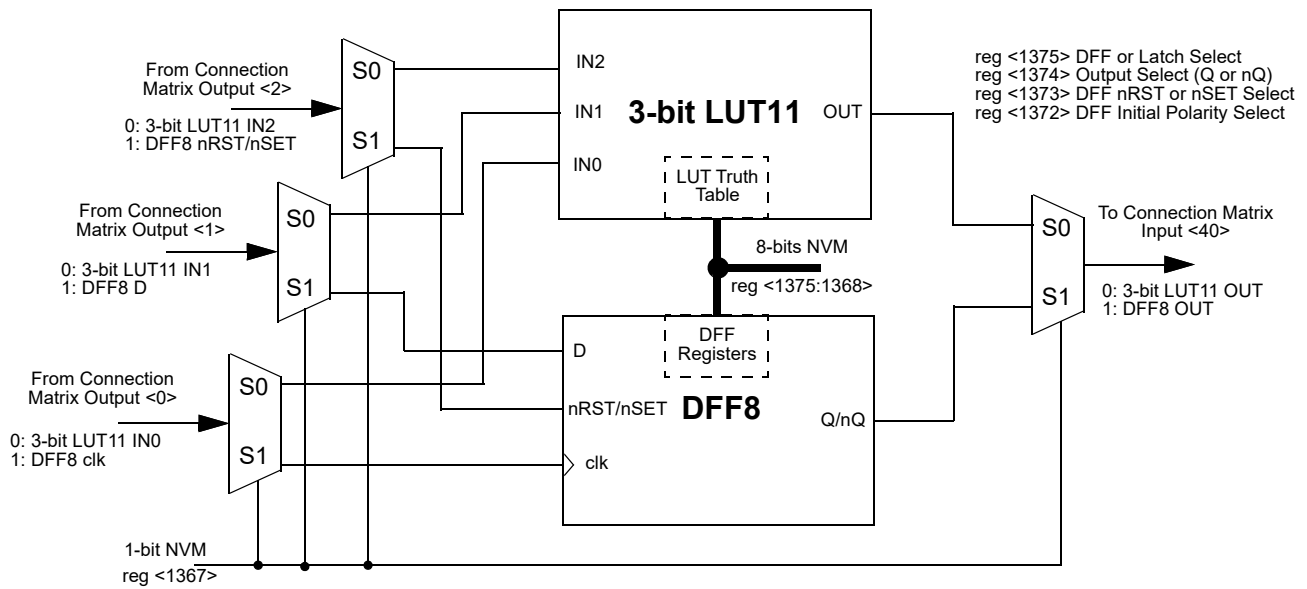 From Connection
Matrix Output <2>
0: 3-bit LUT11 IN2
1: DFF8 nRST/nSET
S0
S1
From Connection
Matrix Output <1>
0: 3-bit LUT11 IN1
1: DFF8 D
S0
S1
From Connection
Matrix Output <0>
0: 3-bit LUT11 IN0
1: DFF8 clk
S0
S1
1-bit NVM
reg <1367>
IN2
IN1
IN0
3-bit LUT11
OUT
LUT Truth
Table
8-bits NVM
reg <1375:1368>
DFF
Registers
D
nRST/nSET
clk
DFF8
Q/nQ
reg <1375> DFF or Latch Select
reg <1374> Output Select (Q or nQ)
reg <1373> DFF nRST or nSET Select
reg <1372> DFF Initial Polarity Select
S0
S1
To Connection Matrix
Input <40>
0: 3-bit LUT11 OUT
1: DFF8 OUT